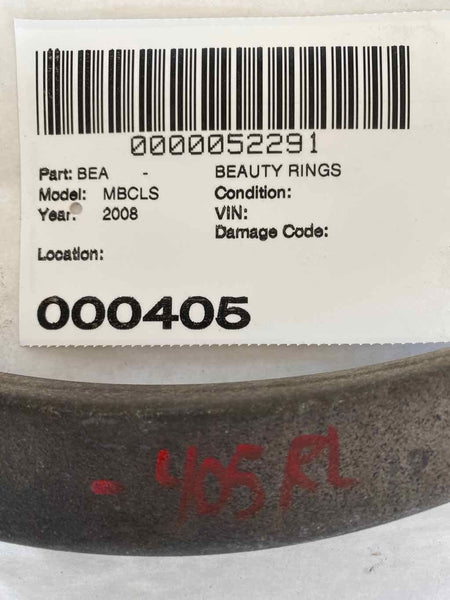 0000052291
Part: BEA - BEAUTY RINGS
Model: MBCLS Condition:
Year: 2008 VIN:
Damage Code:
Location:
000405
- 405 RL